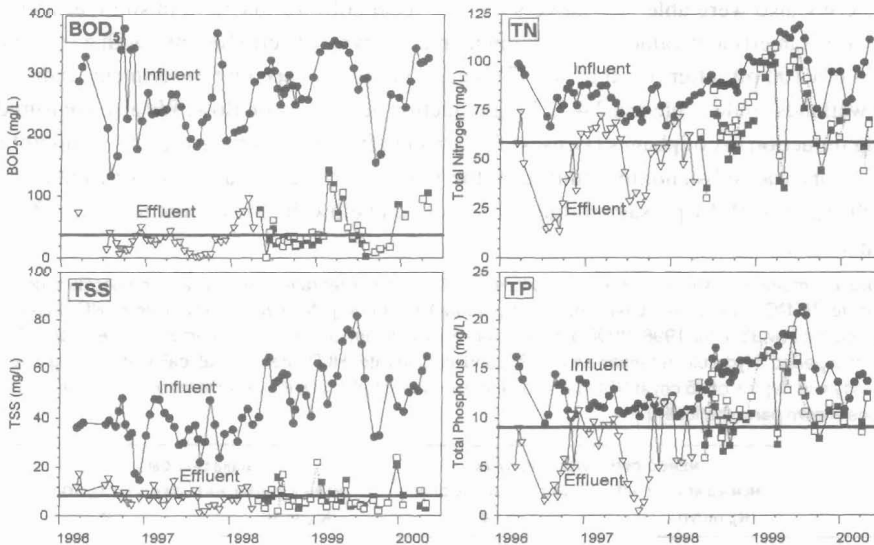 400
300
200
100
0
BOD₅ (mg/L)
BOD₅
Influent
Effluent
125
100
75
50
25
0
Total Nitrogen (mg/L)
TN
Influent
Effluent
100
80
60
40
20
0
TSS (mg/L)
TSS
Influent
Effluent
1996 1997 1998 1999 2000
25
20
15
10
5
0
Total Phosphorus (mg/L)
TP
Influent
Effluent
1996 1997 1998 1999 2000